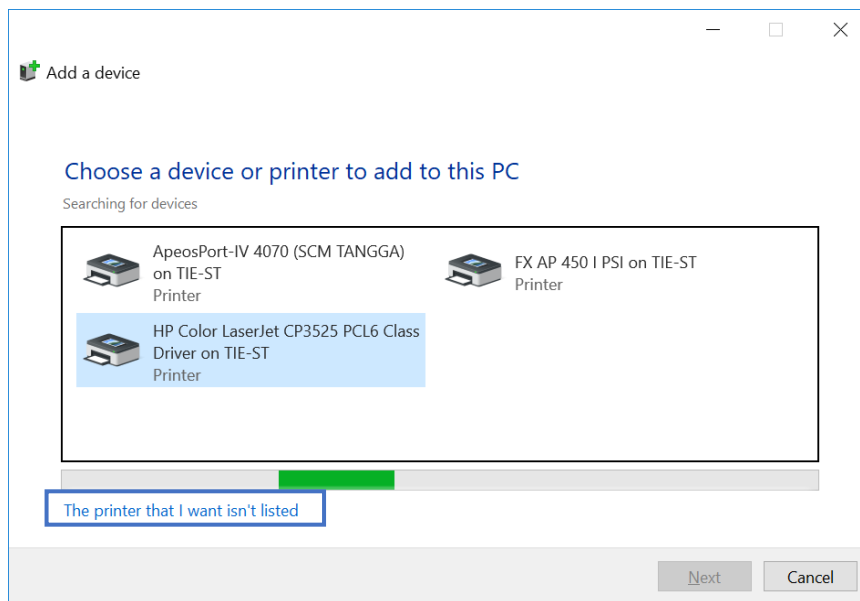 Add a device
Choose a device or printer to add to this PC
Searching for devices
ApeosPort-IV 4070 (SCM TANGGA)
on TIE-ST
Printer
FX AP 450 I PSI on TIE-ST
Printer
HP Color LaserJet CP3525 PCL6 Class
Driver on TIE-ST
Printer
The printer that I want isn't listed
Next
Cancel